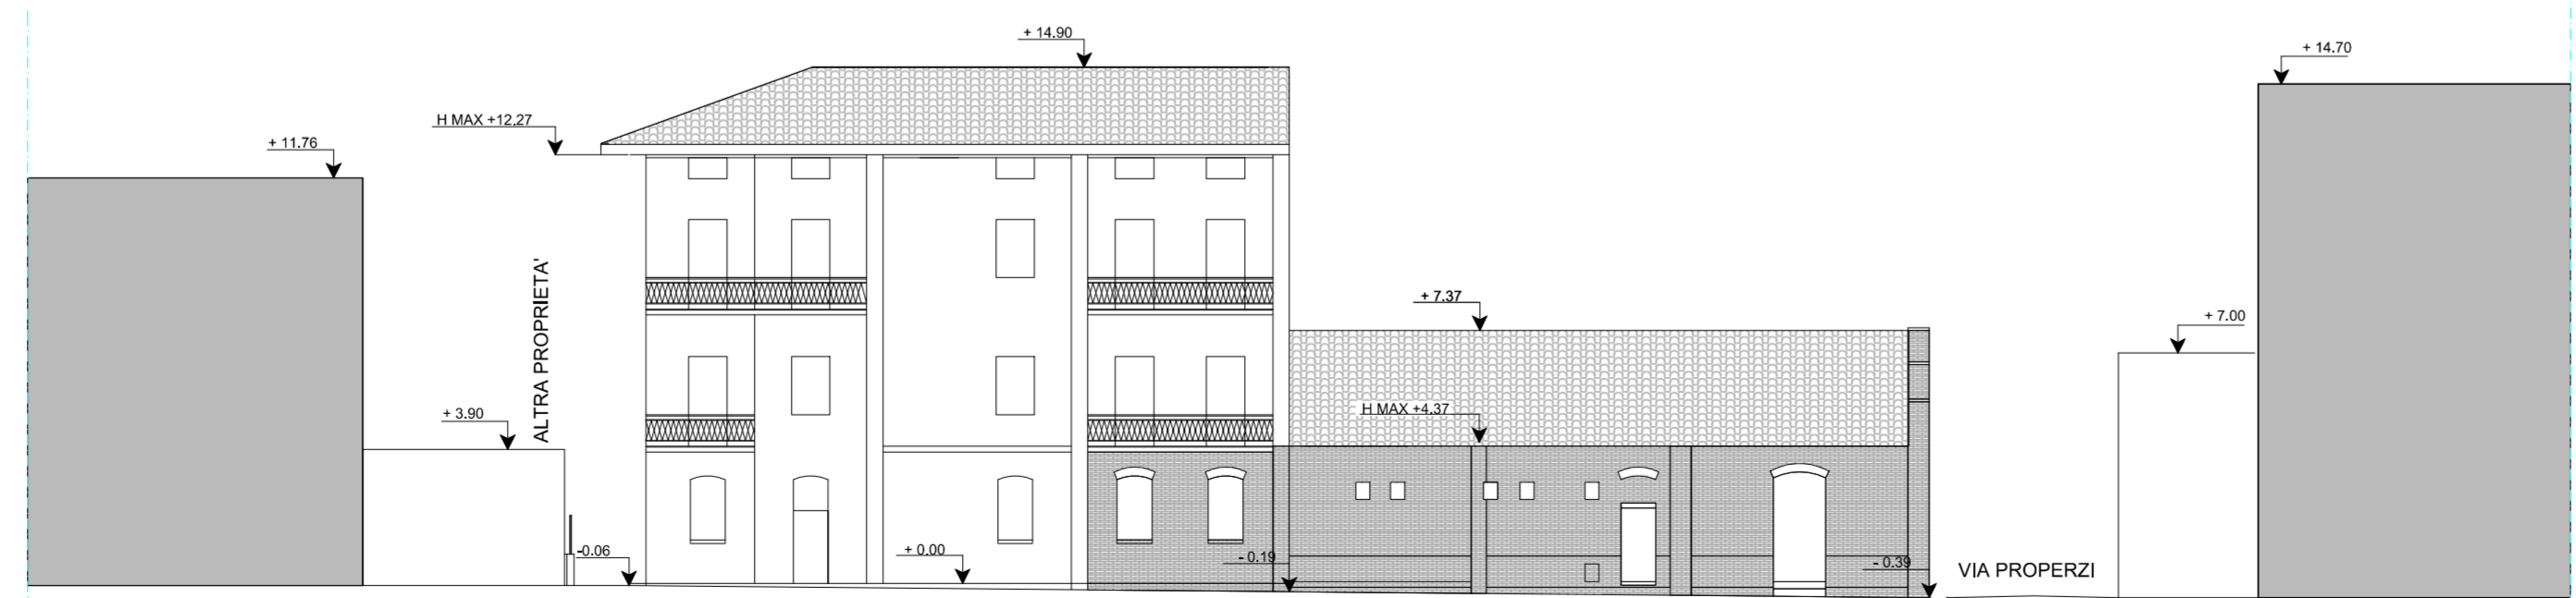 + 14.90
+ 14.70
H MAX +12.27
+ 11.76
ALTRA PROPRIETA'
+ 7.37
+ 7.00
+ 3.90
H MAX +4.37
-0.06
+ 0.00
- 0.19
- 0.39
VIA PROPERZI